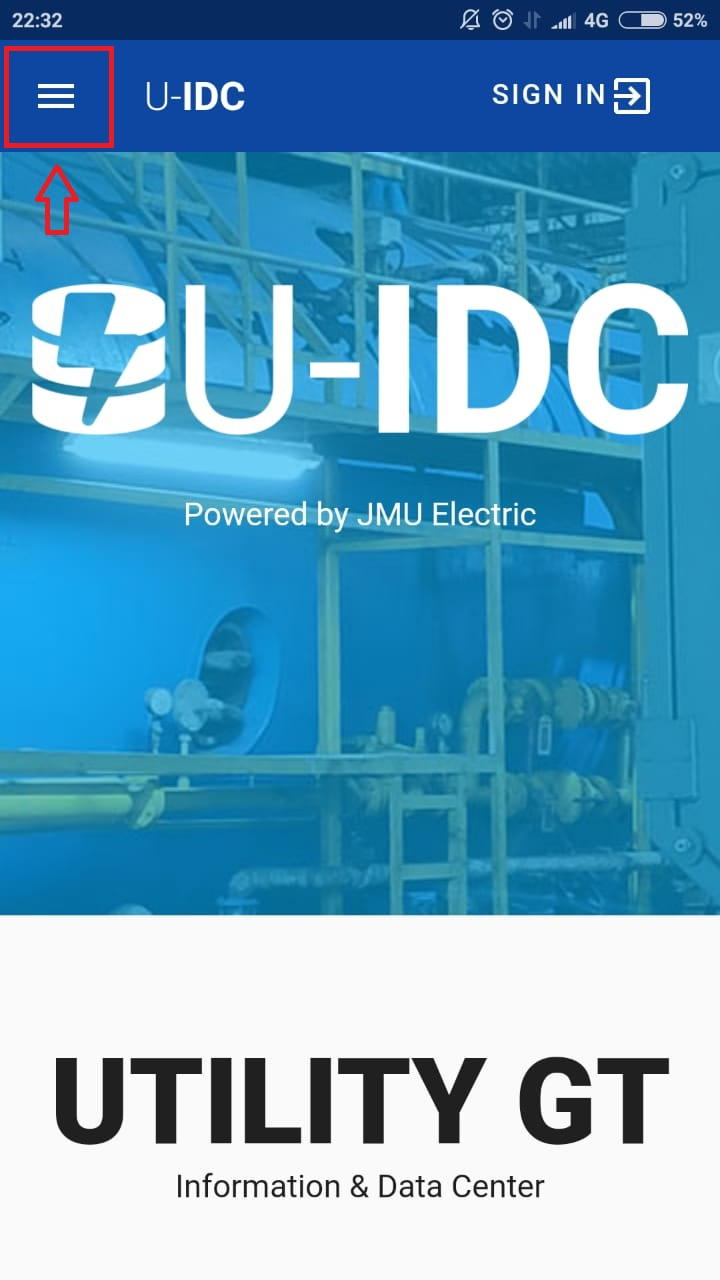 22:32 4G 52%
U-IDC SIGN IN
U-IDC
Powered by JMU Electric
UTILITY GT
Information & Data Center